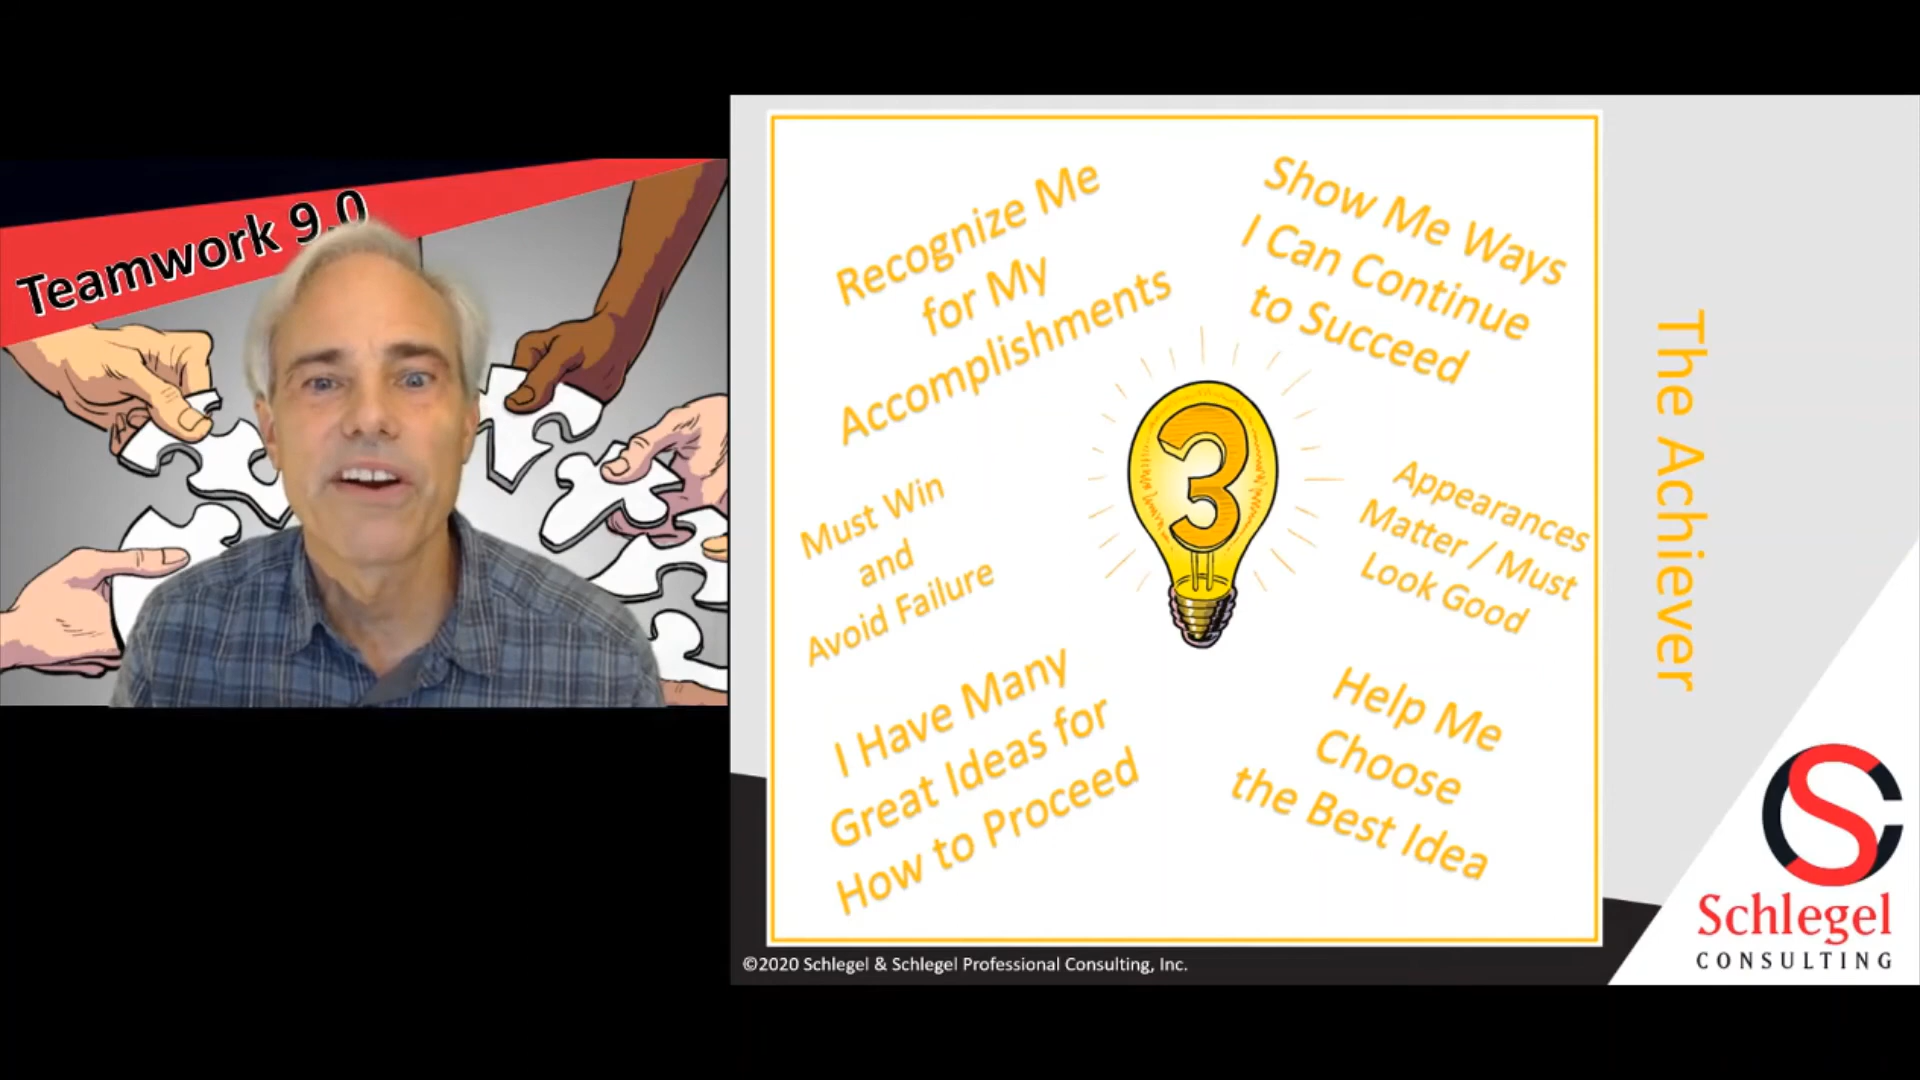 Teamwork 9.0
Recognize Me
for My
Accomplishments
Show Me Ways
I Can Continue
to Succeed
3
Must Win
and
Avoid Failure
Appearances
Matter / Must
Look Good
I Have Many
Great Ideas for
How to Proceed
Help Me
Choose
the Best Idea
The Achiever
SC
Schlegel
CONSULTING
©2020 Schlegel & Schlegel Professional Consulting, Inc.